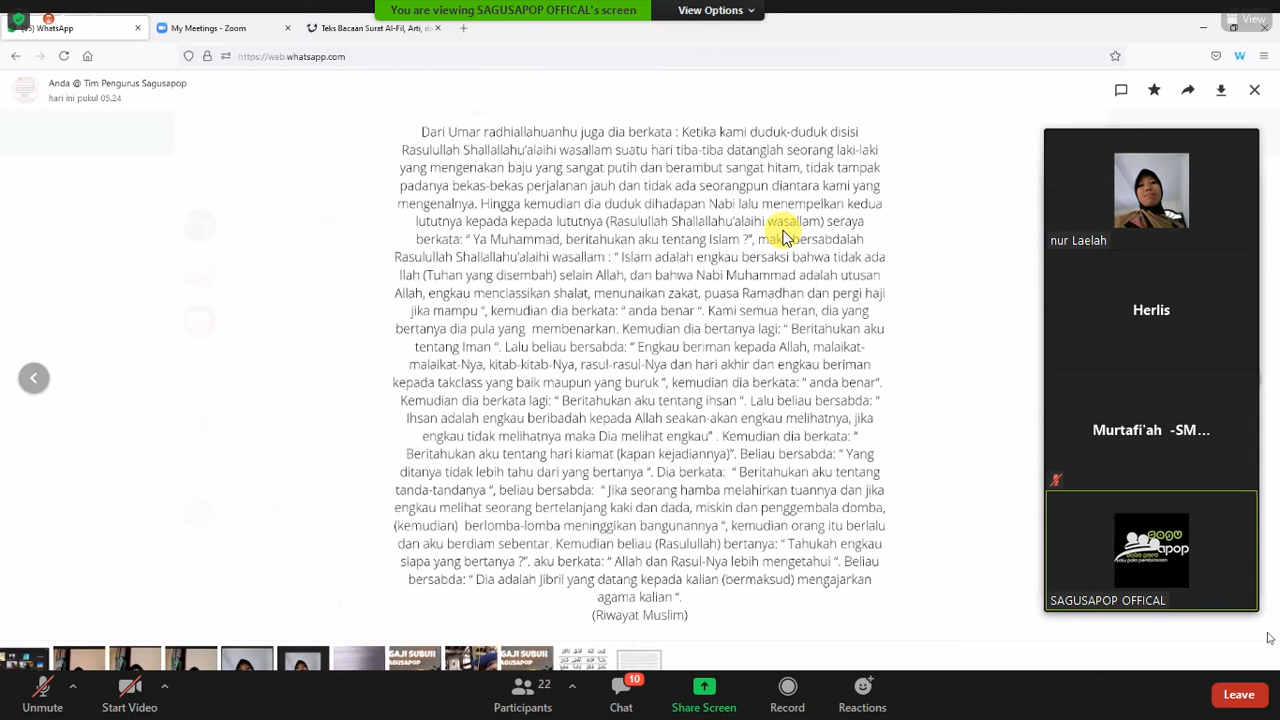 You are viewing SAGUSAPOP OFFICAL's screen
View Options
View
WhatsApp
My Meetings - Zoom
Teks Bacaan Surat Al-Fil, Arti, da
https://web.whatsapp.com
Anda @ Tim Pengurus Sagusapop
hari ini pukul 05.24
Dari Umar radhiallahuanhu juga dia berkata : Ketika kami duduk-duduk disisi
Rasulullah Shallallahu'alaihi wasallam suatu hari tiba-tiba datanglah seorang laki-laki
yang mengenakan baju yang sangat putih dan berambut sangat hitam, tidak tampak
padanya bekas-bekas perjalanan jauh dan tidak ada seorangpun diantara kami yang
mengenalnya. Hingga kemudian dia duduk dihadapan Nabi lalu menempelkan kedua
lututnya kepada kepada lututnya (Rasulullah Shallallahu'alaihi wasallam) seraya
berkata: " Ya Muhammad, beritahukan aku tentang Islam ?", maka bersabdalah
Rasulullah Shallallahu'alaihi wasallam : " Islam adalah engkau bersaksi bahwa tidak ada
Ilah (Tuhan yang disembah) selain Allah, dan bahwa Nabi Muhammad adalah utusan
Allah, engkau menciassikan shalat, menunaikan zakat, puasa Ramadhan dan pergi haji
jika mampu ", kemudian dia berkata: " anda benar ". Kami semua heran, dia yang
bertanya dia pula yang membenarkan. Kemudian dia bertanya lagi: " Beritahukan aku
tentang Iman ". Lalu beliau bersabda: " Engkau beriman kepada Allah, malaikat-
malaikat-Nya, kitab-kitab-Nya, rasul-rasul-Nya dan hari akhir dan engkau beriman
kepada takclass yang baik maupun yang buruk ", kemudian dia berkata: " anda benar".
Kemudian dia berkata lagi: " Beritahukan aku tentang ihsan ". Lalu beliau bersabda: "
Ihsan adalah engkau beribadah kepada Allah seakan-akan engkau melihatnya, jika
engkau tidak melihatnya maka Dia melihat engkau" . Kemudian dia berkata: "
Beritahukan aku tentang hari kiamat (kapan kejadiannya)". Beliau bersabda: " Yang
ditanya tidak lebih tahu dari yang bertanya ". Dia berkata: " Beritahukan aku tentang
tanda-tandanya ", beliau bersabda: " Jika seorang hamba melahirkan tuannya dan jika
engkau melihat seorang bertelanjang kaki dan dada, miskin dan penggembala domba,
(kemudian) berlomba-lomba meninggikan bangunannya ", kemudian orang itu berlalu
dan aku berdiam sebentar. Kemudian beliau (Rasulullah) bertanya: " Tahukah engkau
siapa yang bertanya ?". aku berkata: " Allah dan Rasul-Nya lebih mengetahui ". Beliau
bersabda: " Dia adalah Jibril yang datang kepada kalian (bermaksud) mengajarkan
agama kalian ".
(Riwayat Muslim)
nur Laelah
Herlis
Murtafi'ah -SM...
sagu
apop
SAGUSAPOP OFFICAL
GAJI SUBUH
SAGUSAPOP
NGAJI SUBUH
SAGUSAPOP
Unmute
Start Video
22
Participants
10
Chat
Share Screen
Record
Reactions
Leave